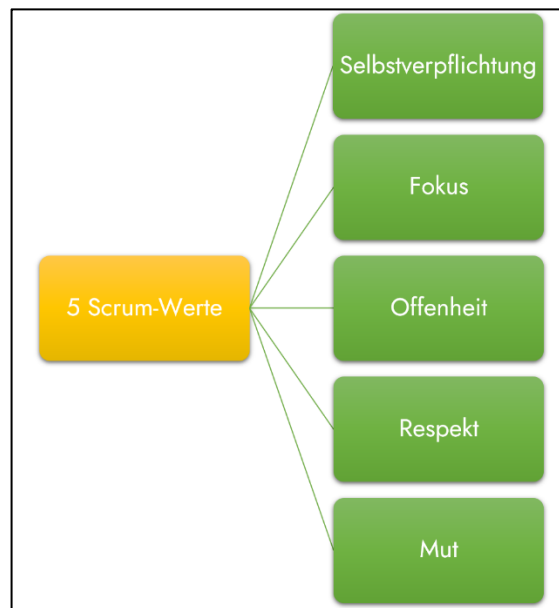 Selbstverpflichtung
Fokus
5 Scrum-Werte
Offenheit
Respekt
Mut